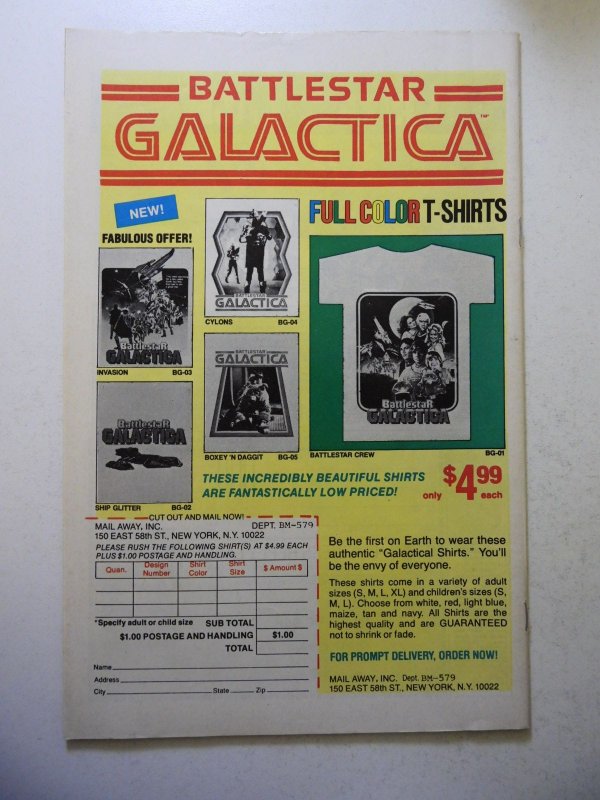 BATTLESTAR
GALACTICA™
NEW!
FABULOUS OFFER!
FULL COLOR T-SHIRTS
BattlestaR
GALACTICA
INVASION BG-03
BATTLESTAR
GALACTICA
CYLONS BG-04
BattlestaR
GALACTICA
SHIP GLITTER BG-02
BATTLESTAR
GALACTICA
BOXEY 'N DAGGIT BG-05
BattlestaR
GALACTICA
BATTLESTAR CREW BG-01
THESE INCREDIBLY BEAUTIFUL SHIRTS
ARE FANTASTICALLY LOW PRICED!
only $4.99 each
CUT OUT AND MAIL NOW!
MAIL AWAY, INC. DEPT. BM-579
150 EAST 58th ST., NEW YORK, N.Y. 10022
PLEASE RUSH THE FOLLOWING SHIRT(S) AT $4.99 EACH
PLUS $1.00 POSTAGE AND HANDLING.
Quan. Design Number Shirt Color Shirt Size $ Amount $
*Specify adult or child size SUB TOTAL
$1.00 POSTAGE AND HANDLING $1.00
TOTAL
Name
Address
City State Zip
Be the first on Earth to wear these
authentic "Galactical Shirts." You'll
be the envy of everyone.
These shirts come in a variety of adult
sizes (S, M, L, XL) and children's sizes (S,
M, L). Choose from white, red, light blue,
maize, tan and navy. All Shirts are the
highest quality and are GUARANTEED
not to shrink or fade.
FOR PROMPT DELIVERY, ORDER NOW!
MAIL AWAY, INC. Dept. BM-579
150 EAST 58th ST., NEW YORK, N.Y. 10022